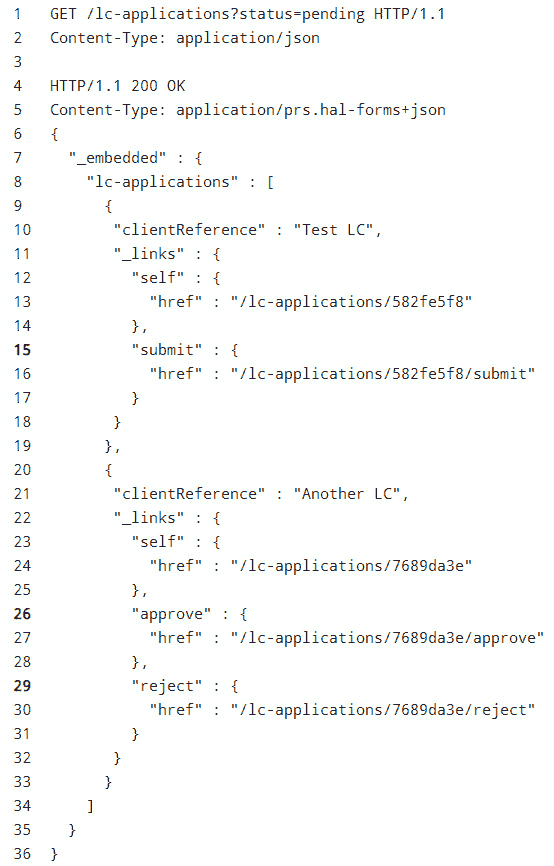 1 GET /lc-applications?status=pending HTTP/1.1
2 Content-Type: application/json
3
4 HTTP/1.1 200 OK
5 Content-Type: application/prs.hal-forms+json
6 {
7   "_embedded" : {
8     "lc-applications" : [
9       {
10        "clientReference" : "Test LC",
11        "_links" : {
12          "self" : {
13            "href" : "/lc-applications/582fe5f8"
14          },
15          "submit" : {
16            "href" : "/lc-applications/582fe5f8/submit"
17          }
18        }
19       },
20       {
21        "clientReference" : "Another LC",
22        "_links" : {
23          "self" : {
24            "href" : "/lc-applications/7689da3e"
25          },
26          "approve" : {
27            "href" : "/lc-applications/7689da3e/approve"
28          },
29          "reject" : {
30            "href" : "/lc-applications/7689da3e/reject"
31          }
32        }
33       }
34     ]
35   }
36 }